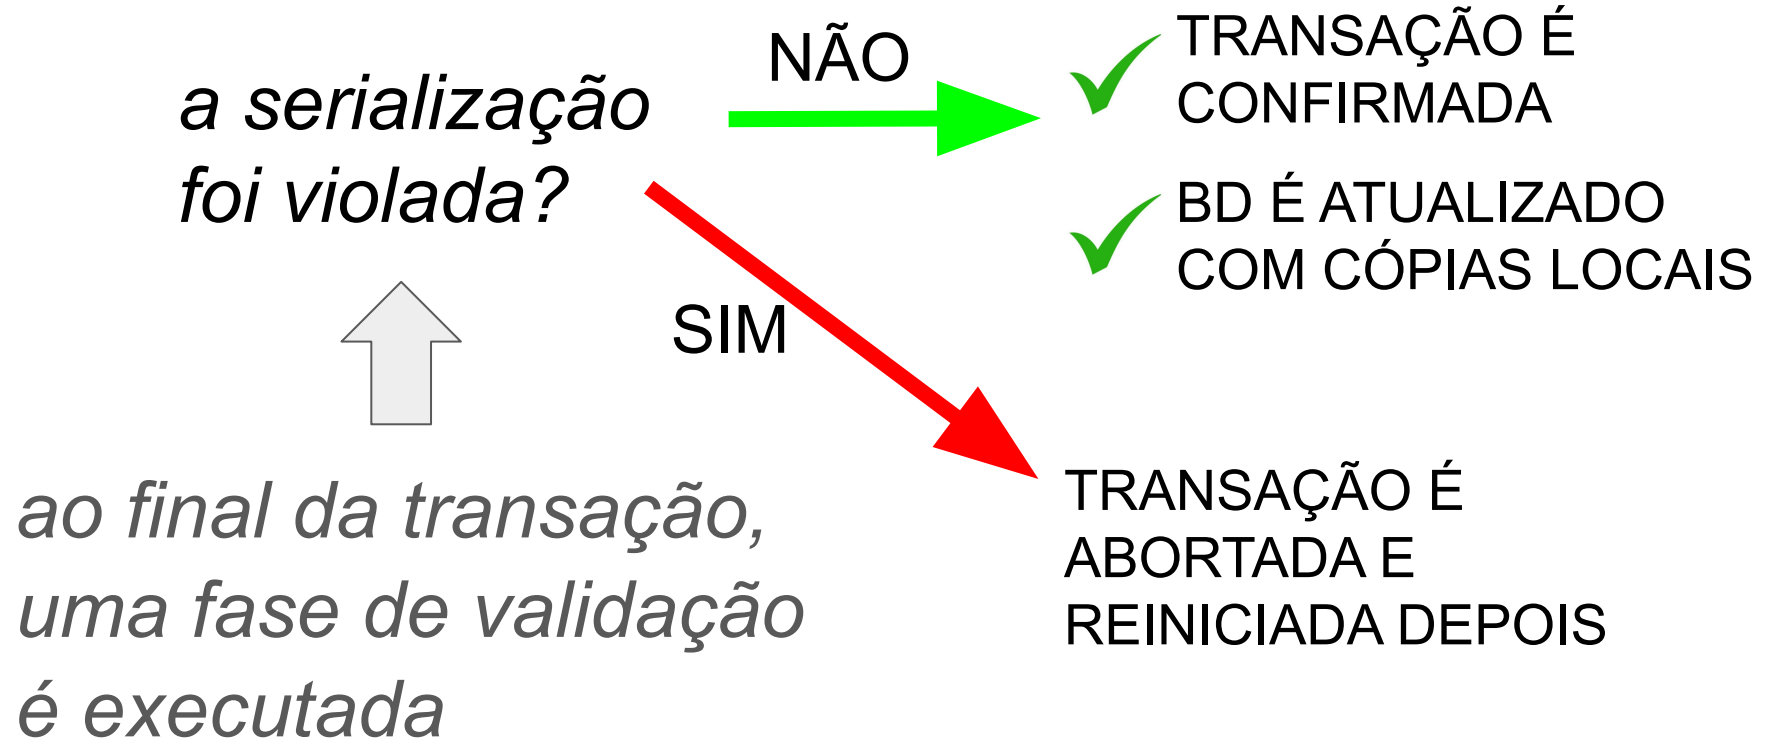 a serialização
foi violada?
NÃO
TRANSAÇÃO É
CONFIRMADA
BD É ATUALIZADO
COM CÓPIAS LOCAIS
SIM
TRANSAÇÃO É
ABORTADA E
REINICIADA DEPOIS
ao final da transação,
uma fase de validação
é executada